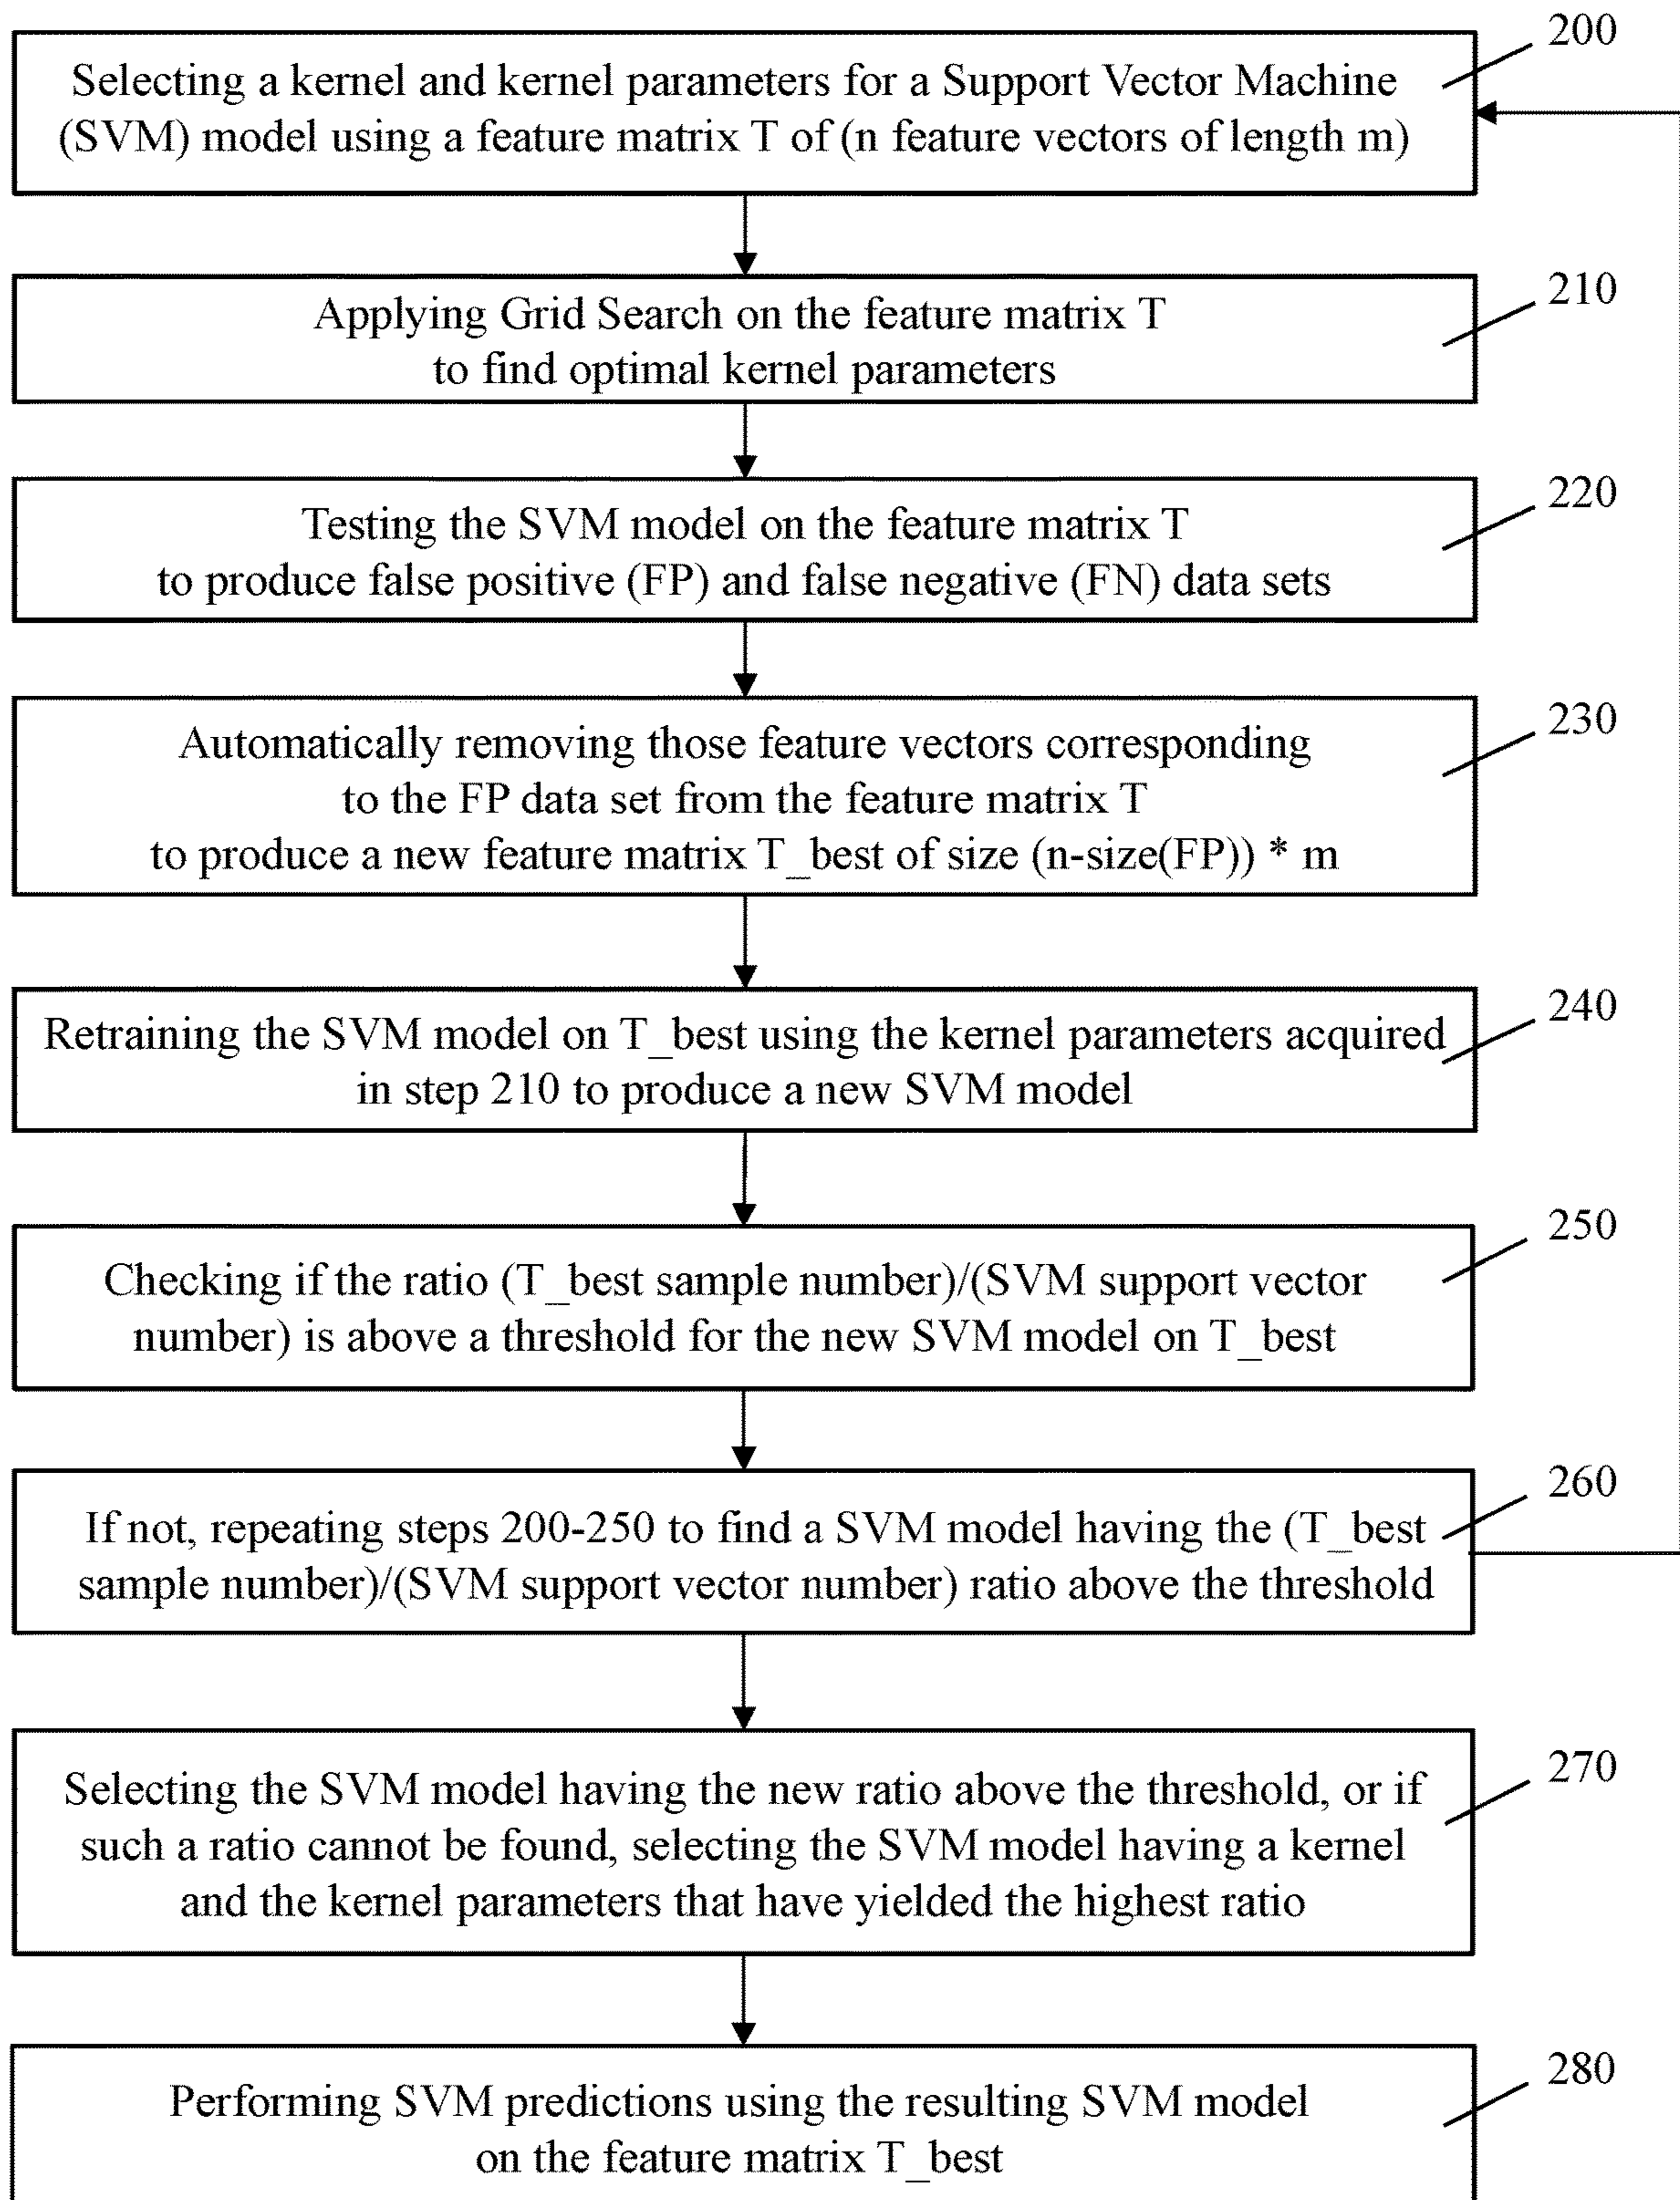 200
Selecting a kernel and kernel parameters for a Support Vector Machine
(SVM) model using a feature matrix T of (n feature vectors of length m)
210
Applying Grid Search on the feature matrix T
to find optimal kernel parameters
220
Testing the SVM model on the feature matrix T
to produce false positive (FP) and false negative (FN) data sets
230
Automatically removing those feature vectors corresponding
to the FP data set from the feature matrix T
to produce a new feature matrix T_best of size (n-size(FP)) * m
240
Retraining the SVM model on T_best using the kernel parameters acquired
in step 210 to produce a new SVM model
250
Checking if the ratio (T_best sample number)/(SVM support vector
number) is above a threshold for the new SVM model on T_best
260
If not, repeating steps 200-250 to find a SVM model having the (T_best
sample number)/(SVM support vector number) ratio above the threshold
270
Selecting the SVM model having the new ratio above the threshold, or if
such a ratio cannot be found, selecting the SVM model having a kernel
and the kernel parameters that have yielded the highest ratio
280
Performing SVM predictions using the resulting SVM model
on the feature matrix T_best